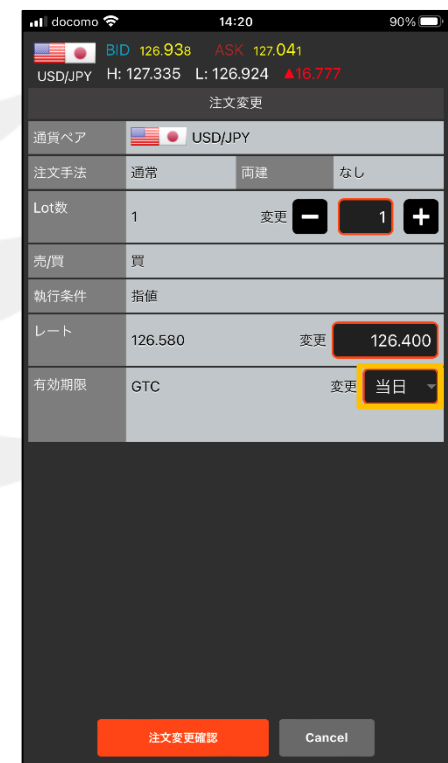 docomo 14:20 90%
BID 126.938 ASK 127.041
USD/JPY H: 127.335 L: 126.924 ▲16.777
注文変更
通貨ペア USD/JPY
注文手法 通常 両建 なし
Lot数 1 変更 − 1 +
売/買 買
執行条件 指値
レート 126.580 変更 126.400
有効期限 GTC 変更 当日
注文変更確認 Cancel